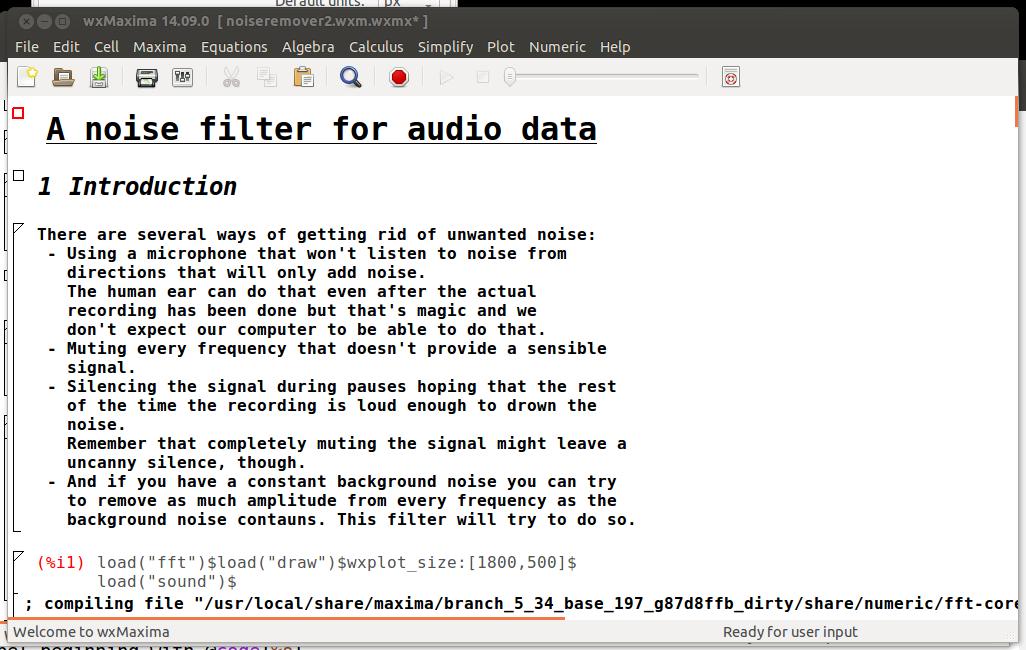 Default units: px
wxMaxima 14.09.0 [ noiseremover2.wxm.wxmx* ]
File Edit Cell Maxima Equations Algebra Calculus Simplify Plot Numeric Help
A noise filter for audio data
1 Introduction
There are several ways of getting rid of unwanted noise:
- Using a microphone that won't listen to noise from
directions that will only add noise.
The human ear can do that even after the actual
recording has been done but that's magic and we
don't expect our computer to be able to do that.
- Muting every frequency that doesn't provide a sensible
signal.
- Silencing the signal during pauses hoping that the rest
of the time the recording is loud enough to drown the
noise.
Remember that completely muting the signal might leave a
uncanny silence, though.
- And if you have a constant background noise you can try
to remove as much amplitude from every frequency as the
background noise contauns. This filter will try to do so.
(%i1) load("fft")$load("draw")$wxplot_size:[1800,500]$
load("sound")$
; compiling file "/usr/local/share/maxima/branch_5_34_base_197_g87d8ffb_dirty/share/numeric/fft-core
Welcome to wxMaxima Ready for user input